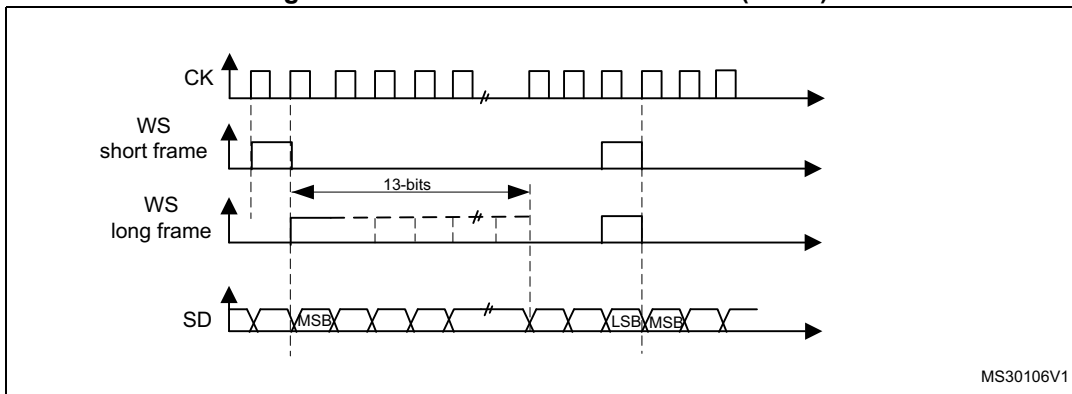 CK
WS
short frame
13-bits
WS
long frame
SD
MSB
LSB
MSB
MS30106V1